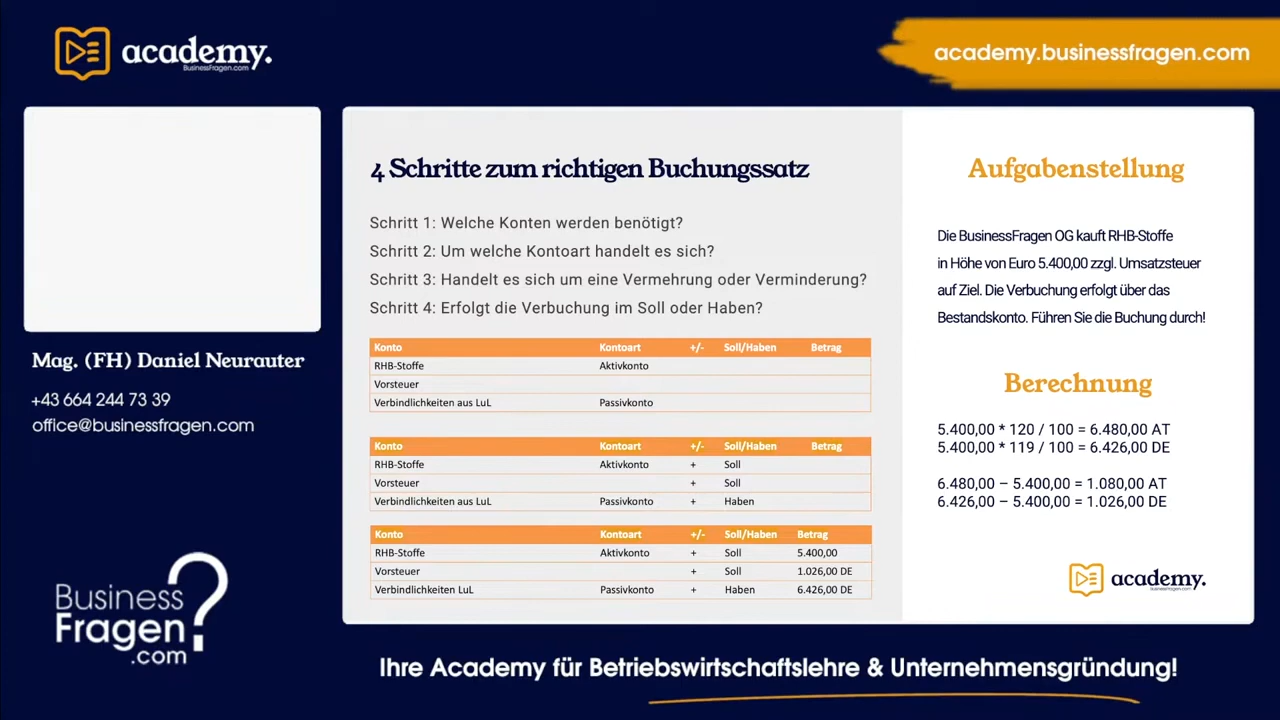 academy.
BusinessFragen.com
academy.businessfragen.com
Mag. (FH) Daniel Neurauter
+43 664 244 73 39
office@businessfragen.com
Business
Fragen
.com
?
4 Schritte zum richtigen Buchungssatz
Schritt 1: Welche Konten werden benötigt?
Schritt 2: Um welche Kontoart handelt es sich?
Schritt 3: Handelt es sich um eine Vermehrung oder Verminderung?
Schritt 4: Erfolgt die Verbuchung im Soll oder Haben?
Konto Kontoart +/- Soll/Haben Betrag
RHB-Stoffe Aktivkonto
Vorsteuer
Verbindlichkeiten aus LuL Passivkonto
Konto Kontoart +/- Soll/Haben Betrag
RHB-Stoffe Aktivkonto + Soll
Vorsteuer + Soll
Verbindlichkeiten aus LuL Passivkonto + Haben
Konto Kontoart +/- Soll/Haben Betrag
RHB-Stoffe Aktivkonto + Soll 5.400,00
Vorsteuer + Soll 1.026,00 DE
Verbindlichkeiten LuL Passivkonto + Haben 6.426,00 DE
Aufgabenstellung
Die BusinessFragen OG kauft RHB-Stoffe
in Höhe von Euro 5.400,00 zzgl. Umsatzsteuer
auf Ziel. Die Verbuchung erfolgt über das
Bestandskonto. Führen Sie die Buchung durch!
Berechnung
5.400,00 * 120 / 100 = 6.480,00 AT
5.400,00 * 119 / 100 = 6.426,00 DE
6.480,00 – 5.400,00 = 1.080,00 AT
6.426,00 – 5.400,00 = 1.026,00 DE
academy.
Ihre Academy für Betriebswirtschaftslehre & Unternehmensgründung!